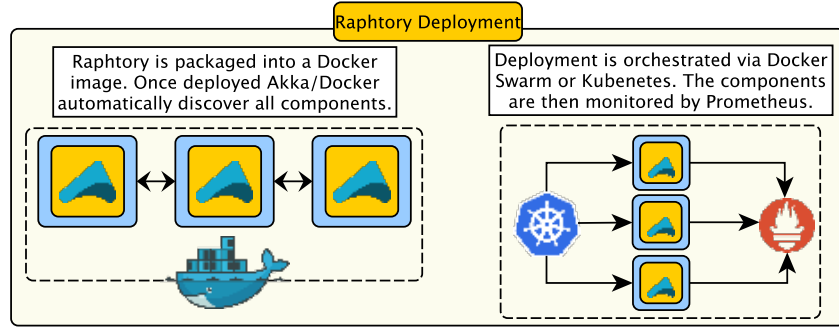 Raphtory Deployment
Raphtory is packaged into a Docker
image. Once deployed Akka/Docker
automatically discover all components.
Deployment is orchestrated via Docker
Swarm or Kubenetes. The components
are then monitored by Prometheus.